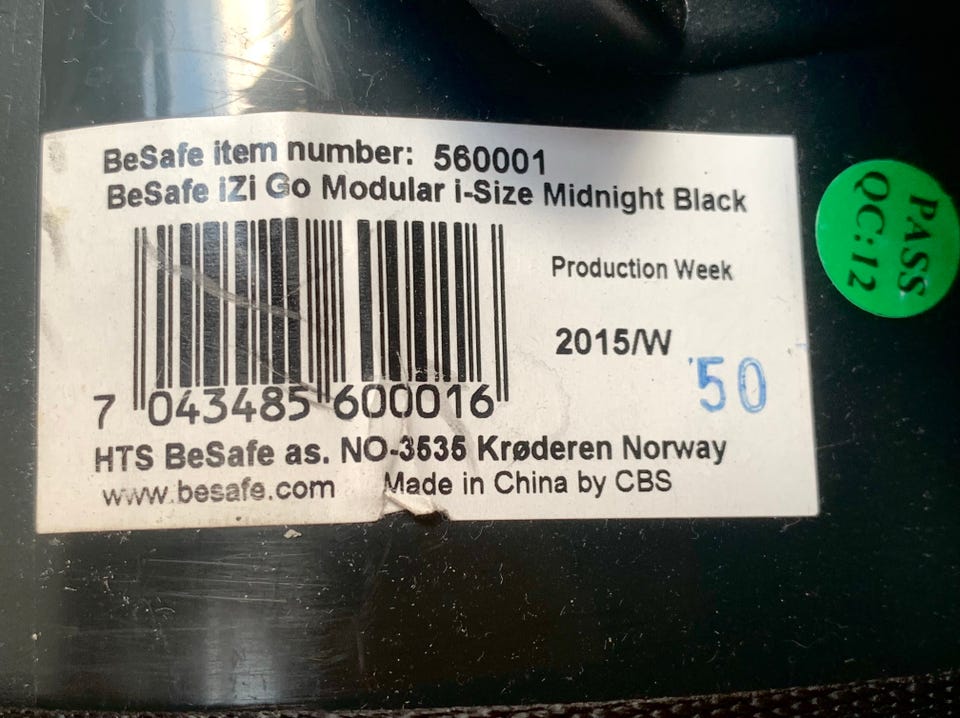 BeSafe item number: 560001
BeSafe iZi Go Modular i-Size Midnight Black
Production Week
2015/W 50
7 043485 600016
HTS BeSafe as. NO-3535 Krøderen Norway
www.besafe.com Made in China by CBS
PASS
QC:12